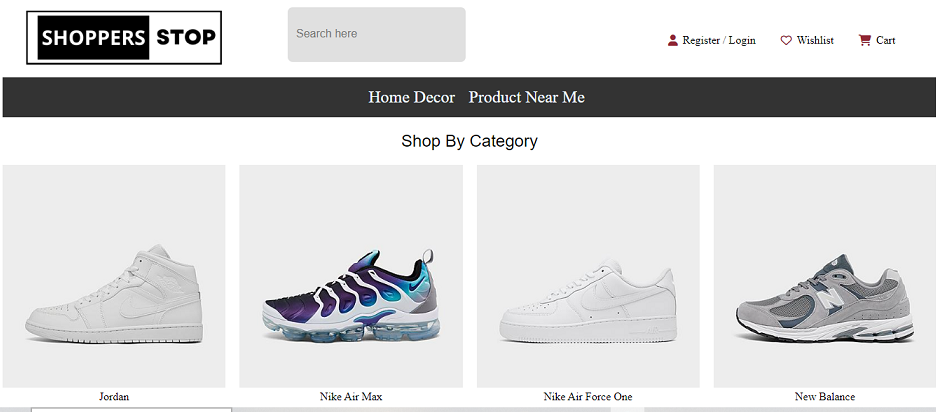 SHOPPERS STOP
Search here
Register / Login
Wishlist
Cart
Home Decor
Product Near Me
Shop By Category
Jordan
Nike Air Max
Nike Air Force One
New Balance